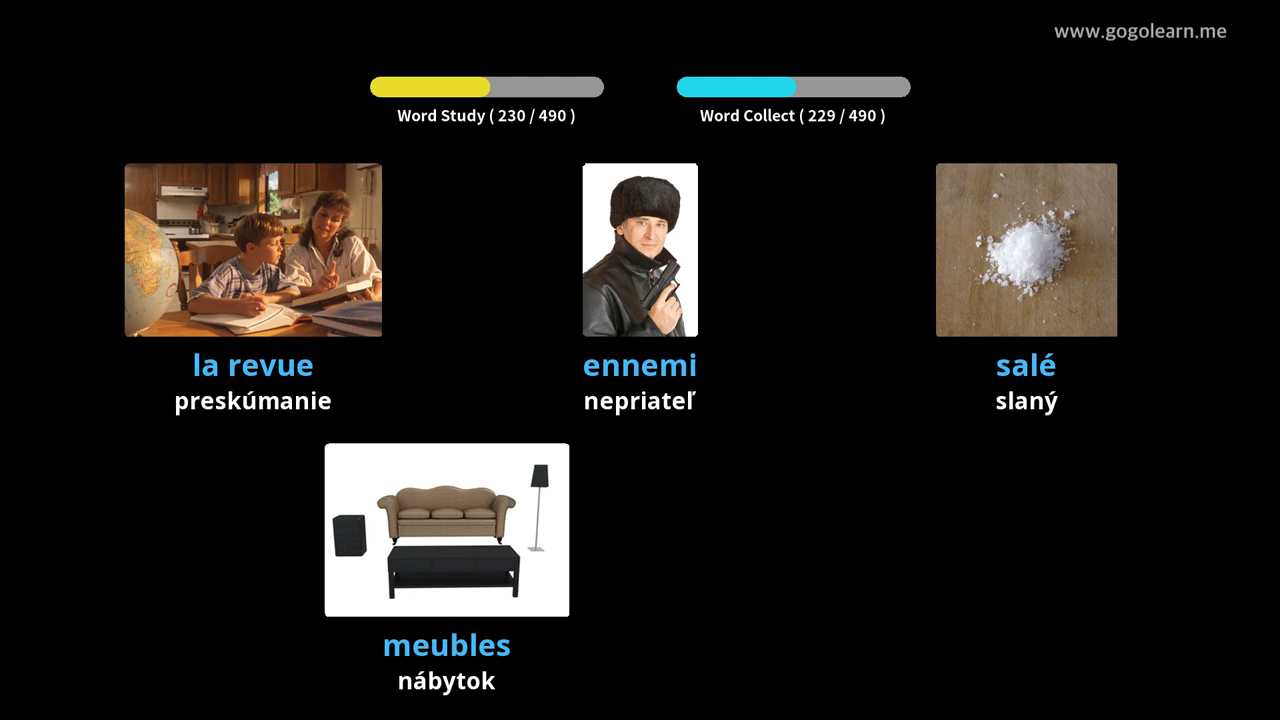 www.gogolearn.me
Word Study ( 230 / 490 )
Word Collect ( 229 / 490 )
la revue
preskúmanie
ennemi
nepriateľ
salé
slaný
meubles
nábytok